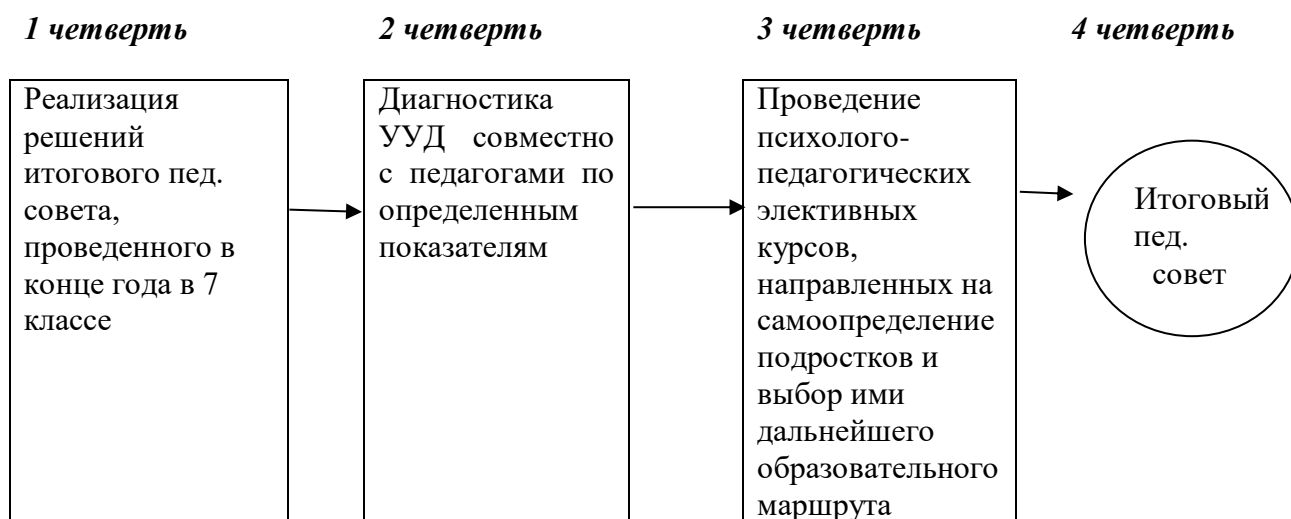 1 четверть
2 четверть
3 четверть
4 четверть
Реализация
решений
итогового пед.
совета,
проведенного в
конце года в 7
классе
Диагностика
УУД совместно
с педагогами по
определенным
показателям
Проведение
психолого-
педагогических
элективных
курсов,
направленных на
самоопределение
подростков и
выбор ими
дальнейшего
образовательного
маршрута
Итоговый
пед.
совет